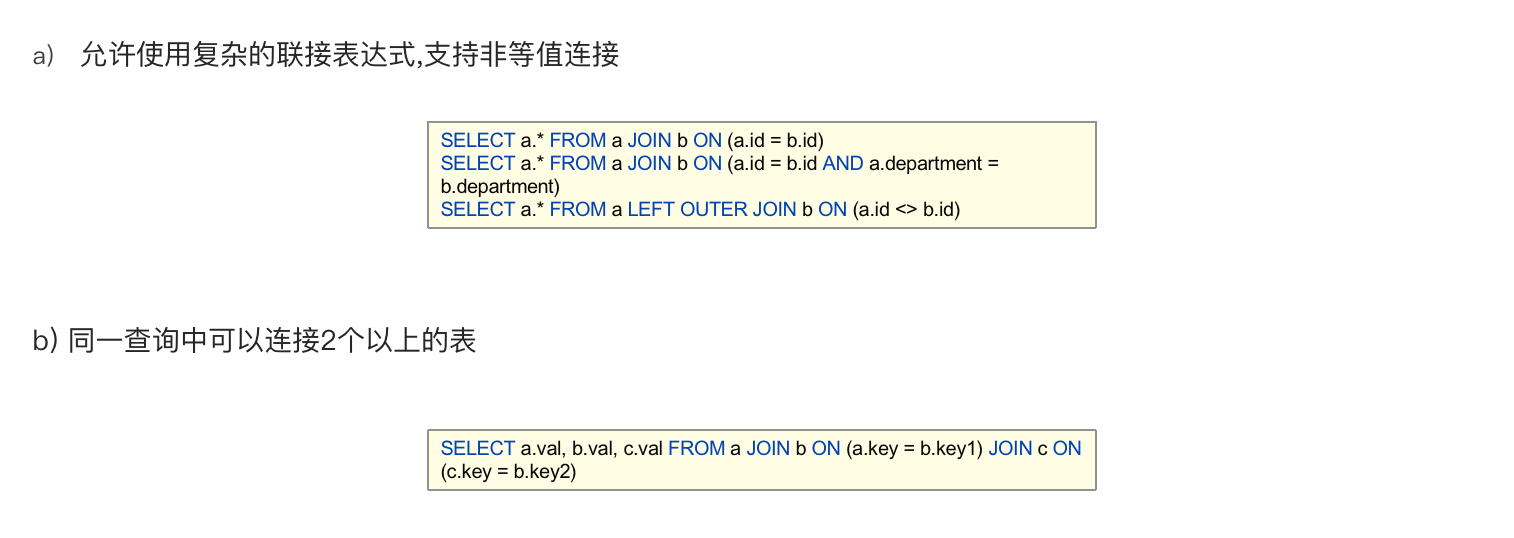 a) 允许使用复杂的联接表达式,支持非等值连接
SELECT a.* FROM a JOIN b ON (a.id = b.id)
SELECT a.* FROM a JOIN b ON (a.id = b.id AND a.department =
b.department)
SELECT a.* FROM a LEFT OUTER JOIN b ON (a.id <> b.id)
b) 同一查询中可以连接2个以上的表
SELECT a.val, b.val, c.val FROM a JOIN b ON (a.key = b.key1) JOIN c ON
(c.key = b.key2)